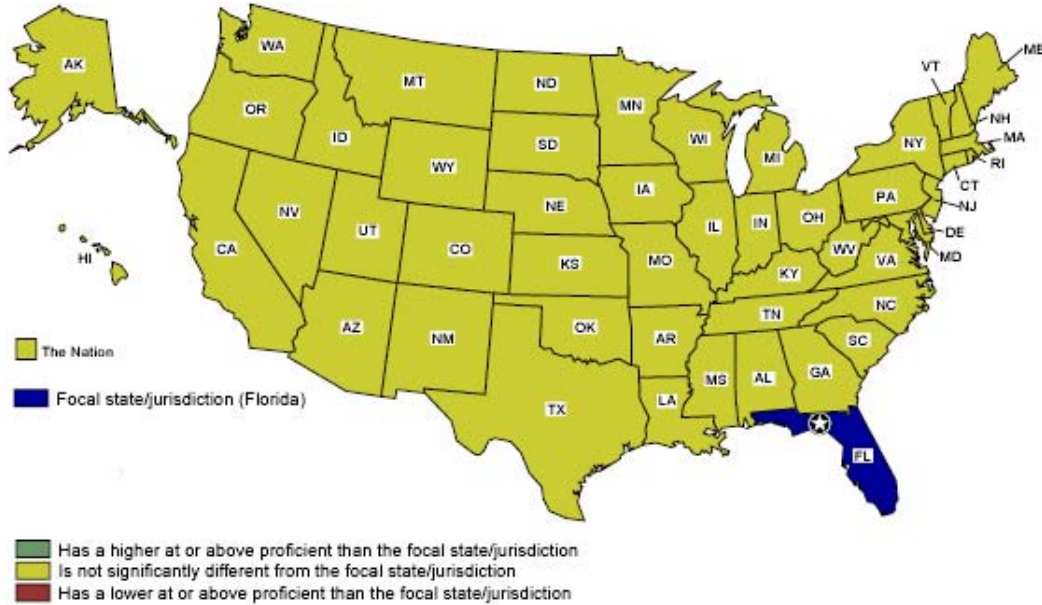 AK
WA
OR
ID
MT
ND
SD
WY
NE
MN
WI
MI
IA
IL
IN
OH
PA
NY
VT
ME
NH
MA
RI
CT
NJ
DE
MD
WV
VA
KY
NC
TN
SC
GA
AL
MS
AR
MO
KS
CO
UT
NV
CA
HI
AZ
NM
OK
TX
LA
FL
The Nation
Focal state/jurisdiction (Florida)
Has a higher at or above proficient than the focal state/jurisdiction
Is not significantly different from the focal state/jurisdiction
Has a lower at or above proficient than the focal state/jurisdiction